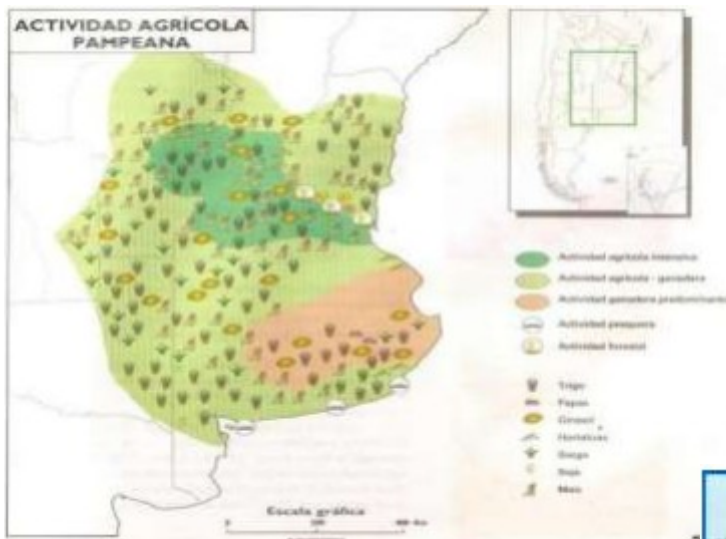 ACTIVIDAD AGRÍCOLA
PAMPEANA
Actividad agrícola intensiva
Actividad agrícola - ganadera
Actividad ganadera predominante
Actividad pesquera
Actividad forestal
Trigo
Papas
Girasol
Hortalizas
Sorgo
Soja
Maíz
Escala gráfica
0